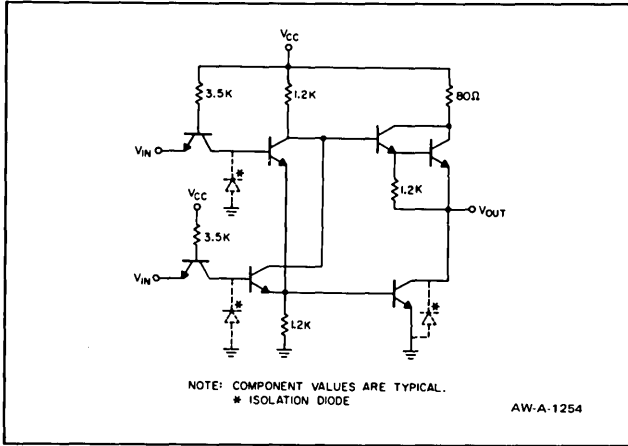 VCC
3.5K
1.2K
80Ω
VIN
*
1.2K
VOUT
VCC
3.5K
VIN
*
*
1.2K
NOTE: COMPONENT VALUES ARE TYPICAL.
* ISOLATION DIODE
AW-A-1254